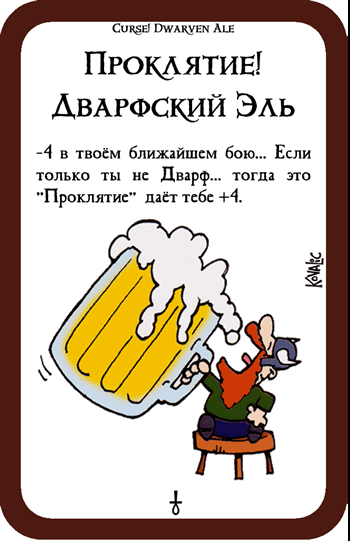 Curse! Dwarven Ale
Проклятие!
Дварфский Эль
-4 в твоём ближайшем бою... Если
только ты не Дварф... тогда это
"Проклятие" даёт тебе +4.
Kovalic